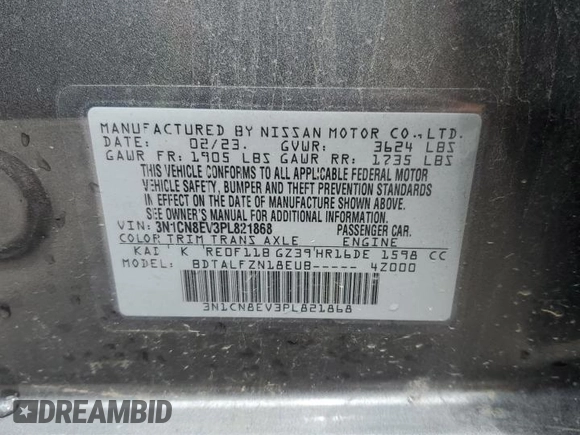 MANUFACTURED BY NISSAN MOTOR CO., LTD.
DATE: 02/23. GVWR: 3624 LBS
GAWR FR: 1905 LBS GAWR RR: 1735 LBS
THIS VEHICLE CONFORMS TO ALL APPLICABLE FEDERAL MOTOR
VEHICLE SAFETY, BUMPER AND THEFT PREVENTION STANDARDS
IN EFFECT ON THE DATE OF MANUFACTURE SHOWN ABOVE.
SEE OWNER'S MANUAL FOR ADDITIONAL INFORMATION.
VIN: 3N1CN8EV3PL821868 PASSENGER CAR.
COLOR TRIM TRANS AXLE ENGINE
KAI K RE0F11B GZ39 HR16DE 1598 CC
MODEL: BDTALFZN18EUB----- 4Z000
3N1CN8EV3PL821868
DREAMBID